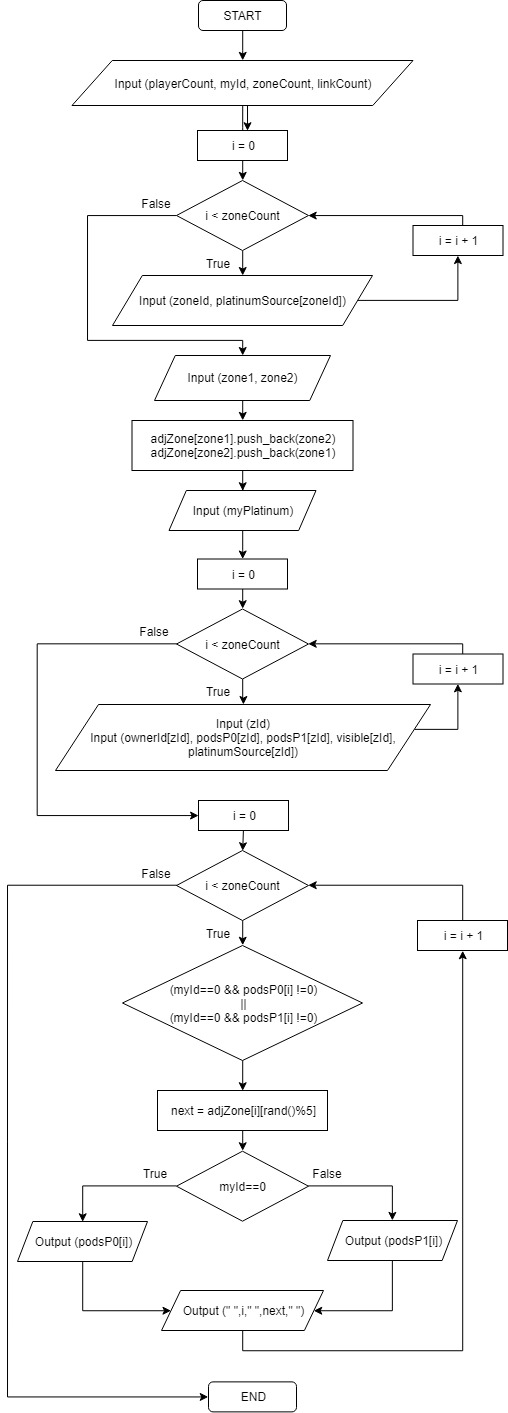 START
Input (playerCount, myId, zoneCount, linkCount)
i = 0
False
i < zoneCount
i = i + 1
True
Input (zoneId, platinumSource[zoneId])
Input (zone1, zone2)
adjZone[zone1].push_back(zone2)
adjZone[zone2].push_back(zone1)
Input (myPlatinum)
i = 0
False
i < zoneCount
i = i + 1
True
Input (zId)
Input (ownerId[zId], podsP0[zId], podsP1[zId], visible[zId],
platinumSource[zId])
i = 0
False
i < zoneCount
True
i = i + 1
(myId==0 && podsP0[i] !=0)
||
(myId==0 && podsP1[i] !=0)
next = adjZone[i][rand()%5]
True
False
myId==0
Output (podsP0[i])
Output (podsP1[i])
Output (" ",i," ",next," ")
END